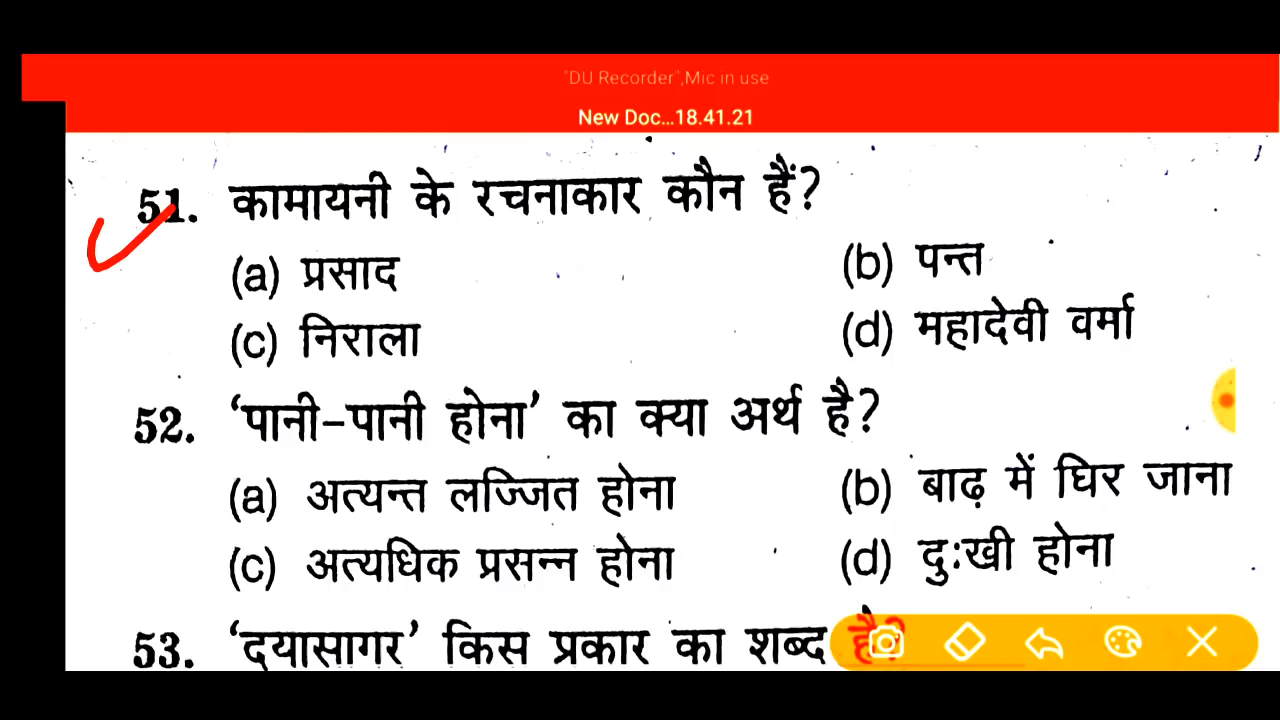 "DU Recorder",Mic in use
New Doc...18.41.21
51. कामायनी के रचनाकार कौन हैं?
(a) प्रसाद (b) पन्त
(c) निराला (d) महादेवी वर्मा
52. ‘पानी-पानी होना’ का क्या अर्थ है?
(a) अत्यन्त लज्जित होना (b) बाढ़ में घिर जाना
(c) अत्यधिक प्रसन्न होना (d) दुःखी होना
53. ‘दयासागर’ किस प्रकार का शब्द है?